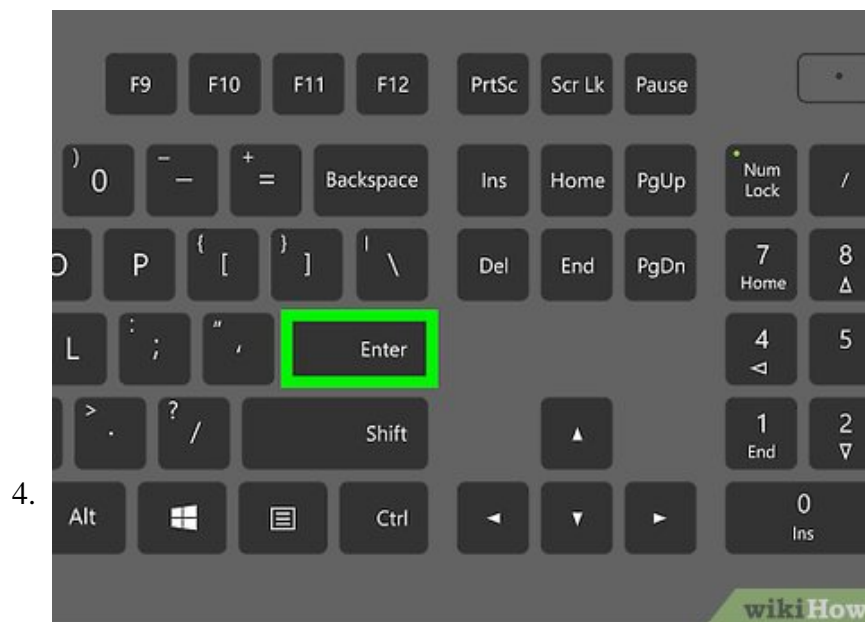 F9 F10 F11 F12 PrtSc Scr Lk Pause
) 0 _ – + = Backspace Ins Home PgUp Num Lock /
O P { [ } ] | \ Del End PgDn 7 Home 8
L : ; " , Enter 4 5
> . ? / Shift 1 End 2
4. Alt Ctrl 0 Ins
wikiHow